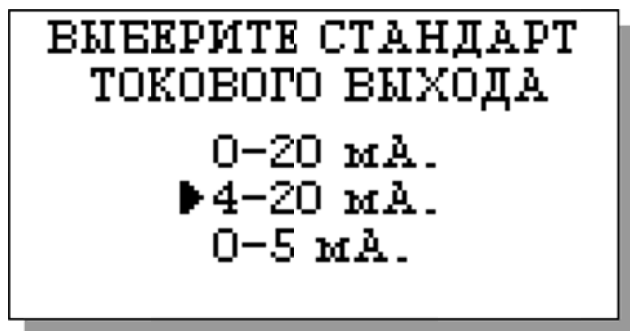 ВЫБЕРИТЕ СТАНДАРТ
ТОКОВОГО ВЫХОДА
0-20 мА.
▶4-20 мА.
0-5 мА.